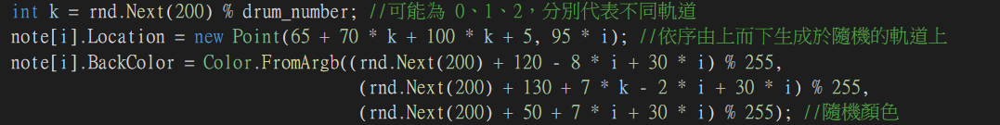 int k = rnd.Next(200) % drum_number; //可能為 0、1、2，分別代表不同軌道
note[i].Location = new Point(65 + 70 * k + 100 * k + 5, 95 * i); //依序由上而下生成於隨機的軌道上
note[i].BackColor = Color.FromArgb((rnd.Next(200) + 120 - 8 * i + 30 * i) % 255,
(rnd.Next(200) + 130 + 7 * k - 2 * i + 30 * i) % 255,
(rnd.Next(200) + 50 + 7 * i + 30 * i) % 255); //隨機顏色